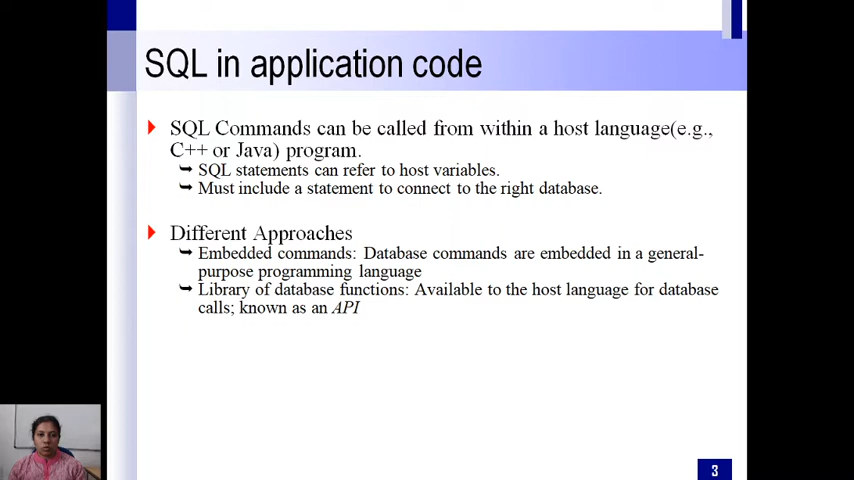 SQL in application code
SQL Commands can be called from within a host language(e.g.,
C++ or Java) program.
SQL statements can refer to host variables.
Must include a statement to connect to the right database.
Different Approaches
Embedded commands: Database commands are embedded in a general-
purpose programming language
Library of database functions: Available to the host language for database
calls; known as an API
3